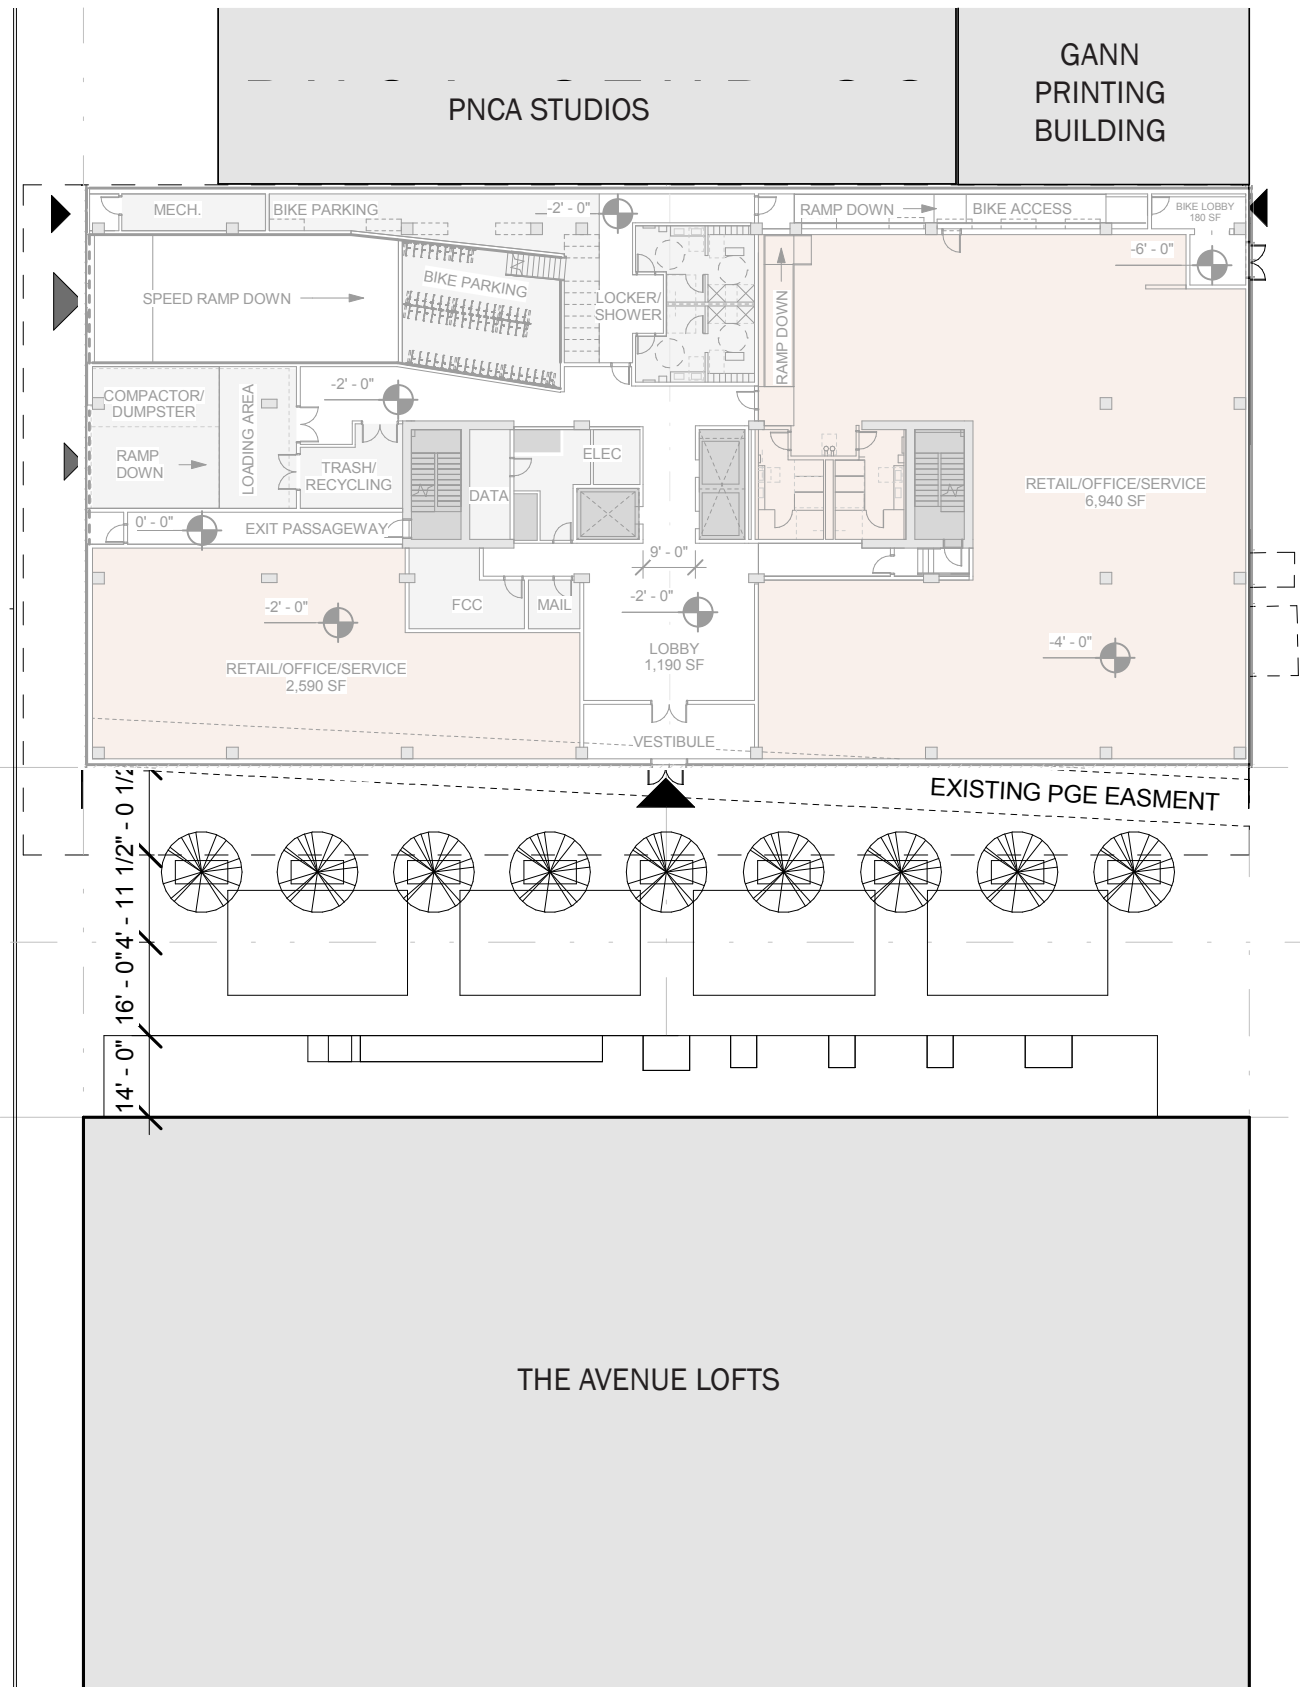 GANN
PRINTING
BUILDING
PNCA STUDIOS
MECH.
BIKE PARKING
-2' - 0"
RAMP DOWN
BIKE ACCESS
BIKE LOBBY
180 SF
-6' - 0"
SPEED RAMP DOWN
BIKE PARKING
LOCKER/
SHOWER
RAMP DOWN
-2' - 0"
COMPACTOR/
DUMPSTER
LOADING AREA
RAMP
DOWN
TRASH/
RECYCLING
DATA
ELEC
RETAIL/OFFICE/SERVICE
6,940 SF
0' - 0"
EXIT PASSAGEWAY
9' - 0"
-2' - 0"
FCC
MAIL
-2' - 0"
LOBBY
1,190 SF
-4' - 0"
RETAIL/OFFICE/SERVICE
2,590 SF
VESTIBULE
EXISTING PGE EASMENT
- 0 1/2
4' - 11 1/2"
16' - 0"
14' - 0"
THE AVENUE LOFTS